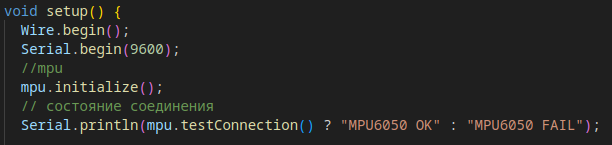 void setup() {
  Wire.begin();
  Serial.begin(9600);
  //mpu
  mpu.initialize();
  // состояние соединения
  Serial.println(mpu.testConnection() ? "MPU6050 OK" : "MPU6050 FAIL");